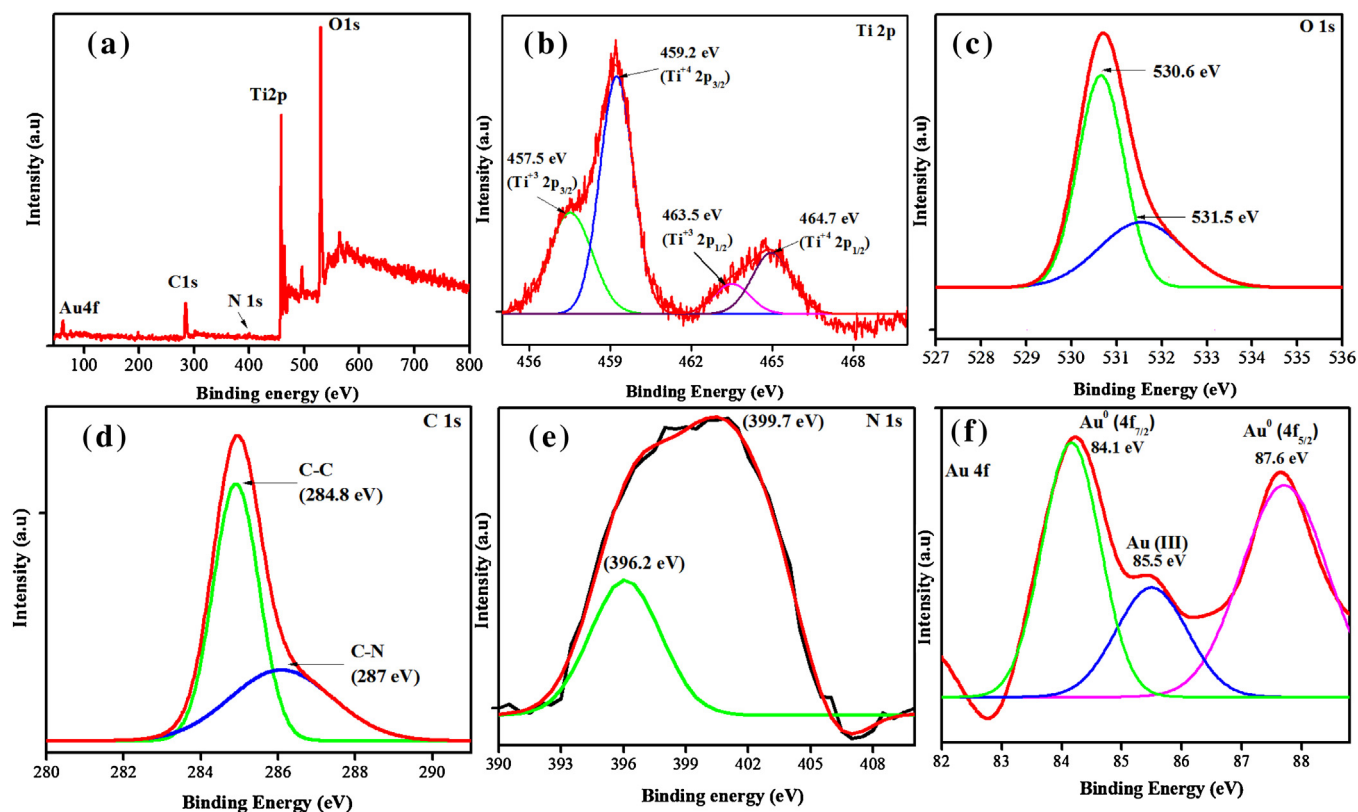 (a)
O1s
Ti2p
C1s
N 1s
Au4f
Intensity (a.u)
100 200 300 400 500 600 700 800
Binding energy (eV)
(b)
Ti 2p
459.2 eV
(Ti+4 2p3/2)
457.5 eV
(Ti+3 2p3/2)
463.5 eV
(Ti+3 2p1/2)
464.7 eV
(Ti+4 2p1/2)
Intensity (a.u)
456 459 462 465 468
Binding Energy (eV)
(c)
O 1s
530.6 eV
531.5 eV
Intensity (a.u)
527 528 529 530 531 532 533 534 535 536
Binding Energy (eV)
(d)
C 1s
C-C
(284.8 eV)
C-N
(287 eV)
Intensity (a.u)
280 282 284 286 288 290
Binding Energy (eV)
(e)
N 1s
(399.7 eV)
(396.2 eV)
Intensity (a.u)
390 393 396 399 402 405 408
Binding Energy (eV)
(f)
Au 4f
Au0 (4f7/2)
84.1 eV
Au (III)
85.5 eV
Au0 (4f5/2)
87.6 eV
Intensity (a.u)
82 83 84 85 86 87 88
Binding Energy (eV)